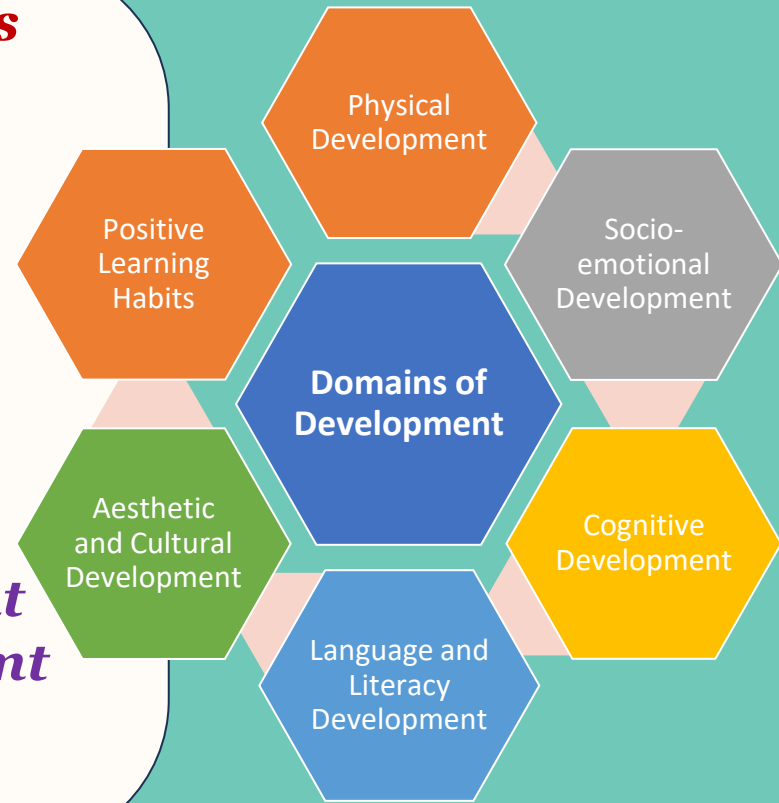 s
Physical
Development
Positive
Learning
Habits
Socio-
emotional
Development
Domains of
Development
Aesthetic
and Cultural
Development
Cognitive
Development
nt
Language and
Literacy
Development